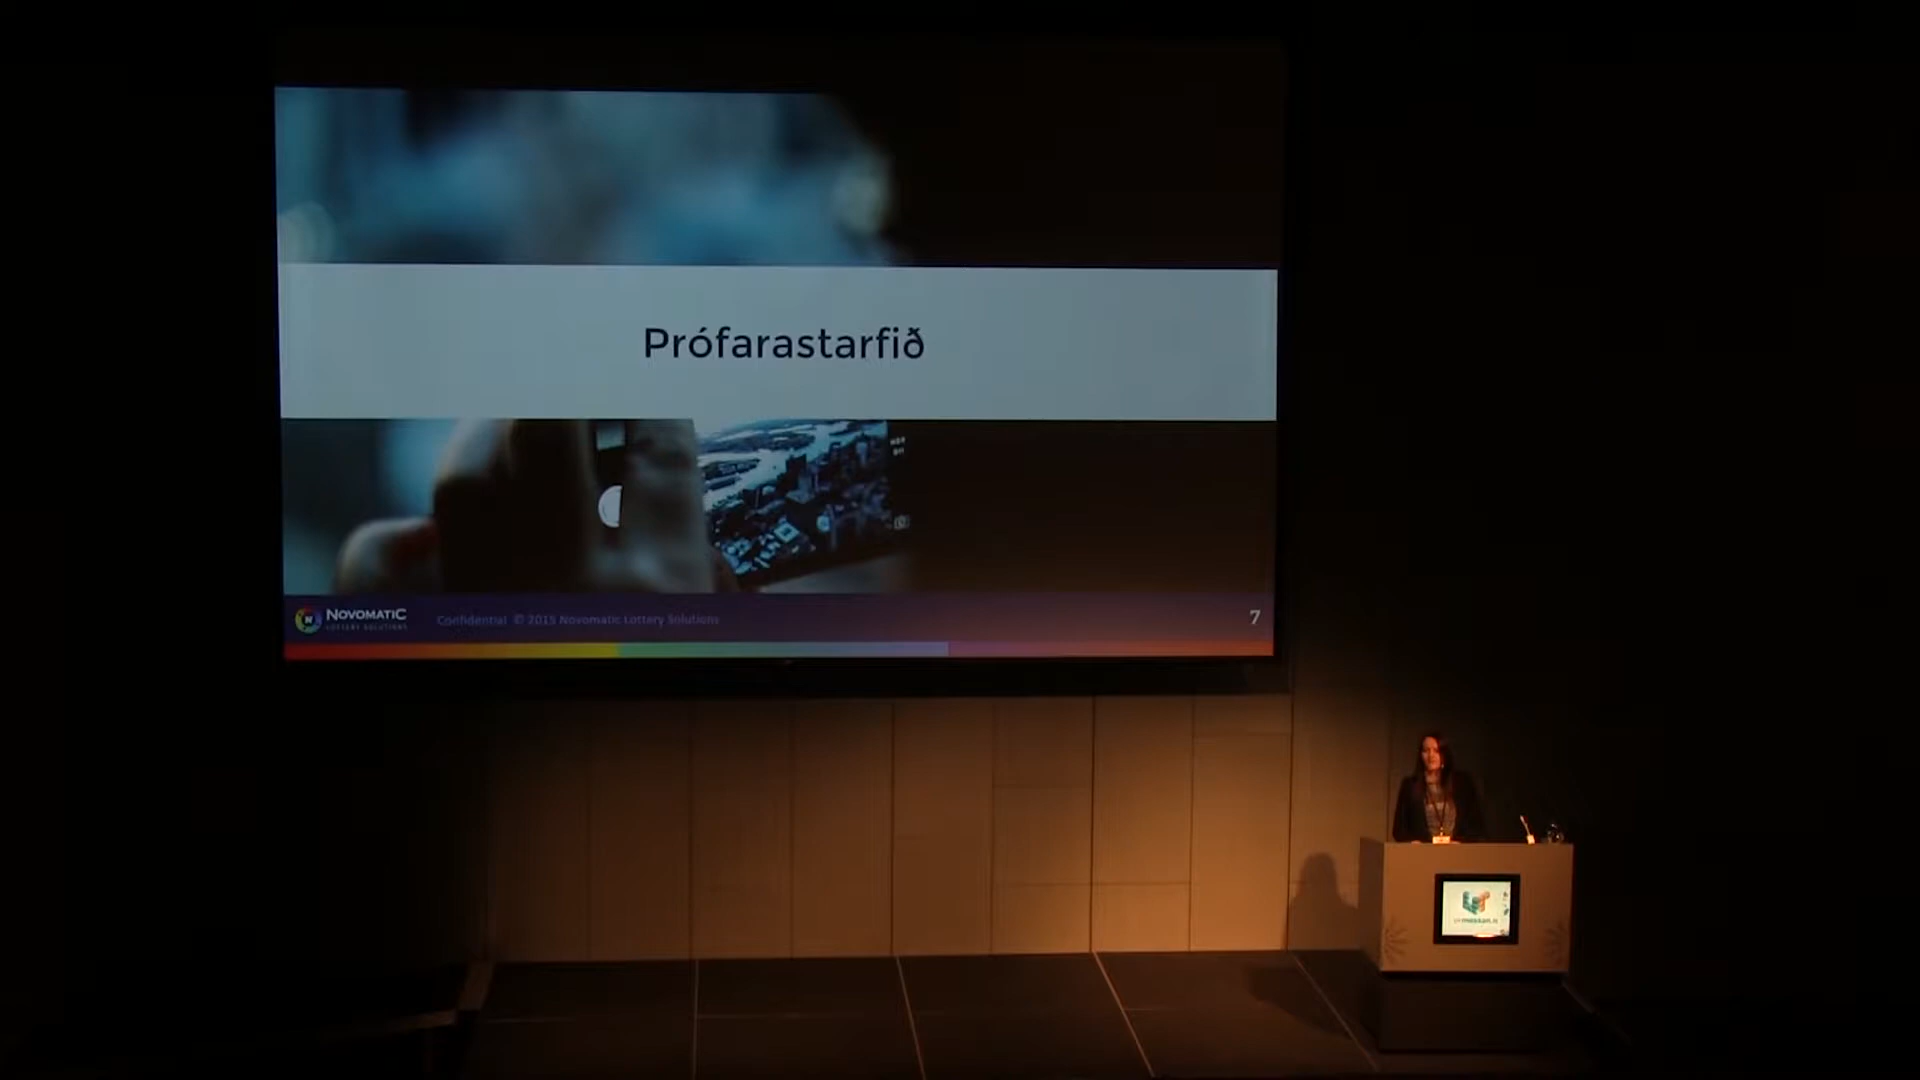 Prófarastarfið
NOVOMATIC
LOTTERY SOLUTIONS
Confidential © 2015 Novomatic Lottery Solutions
7